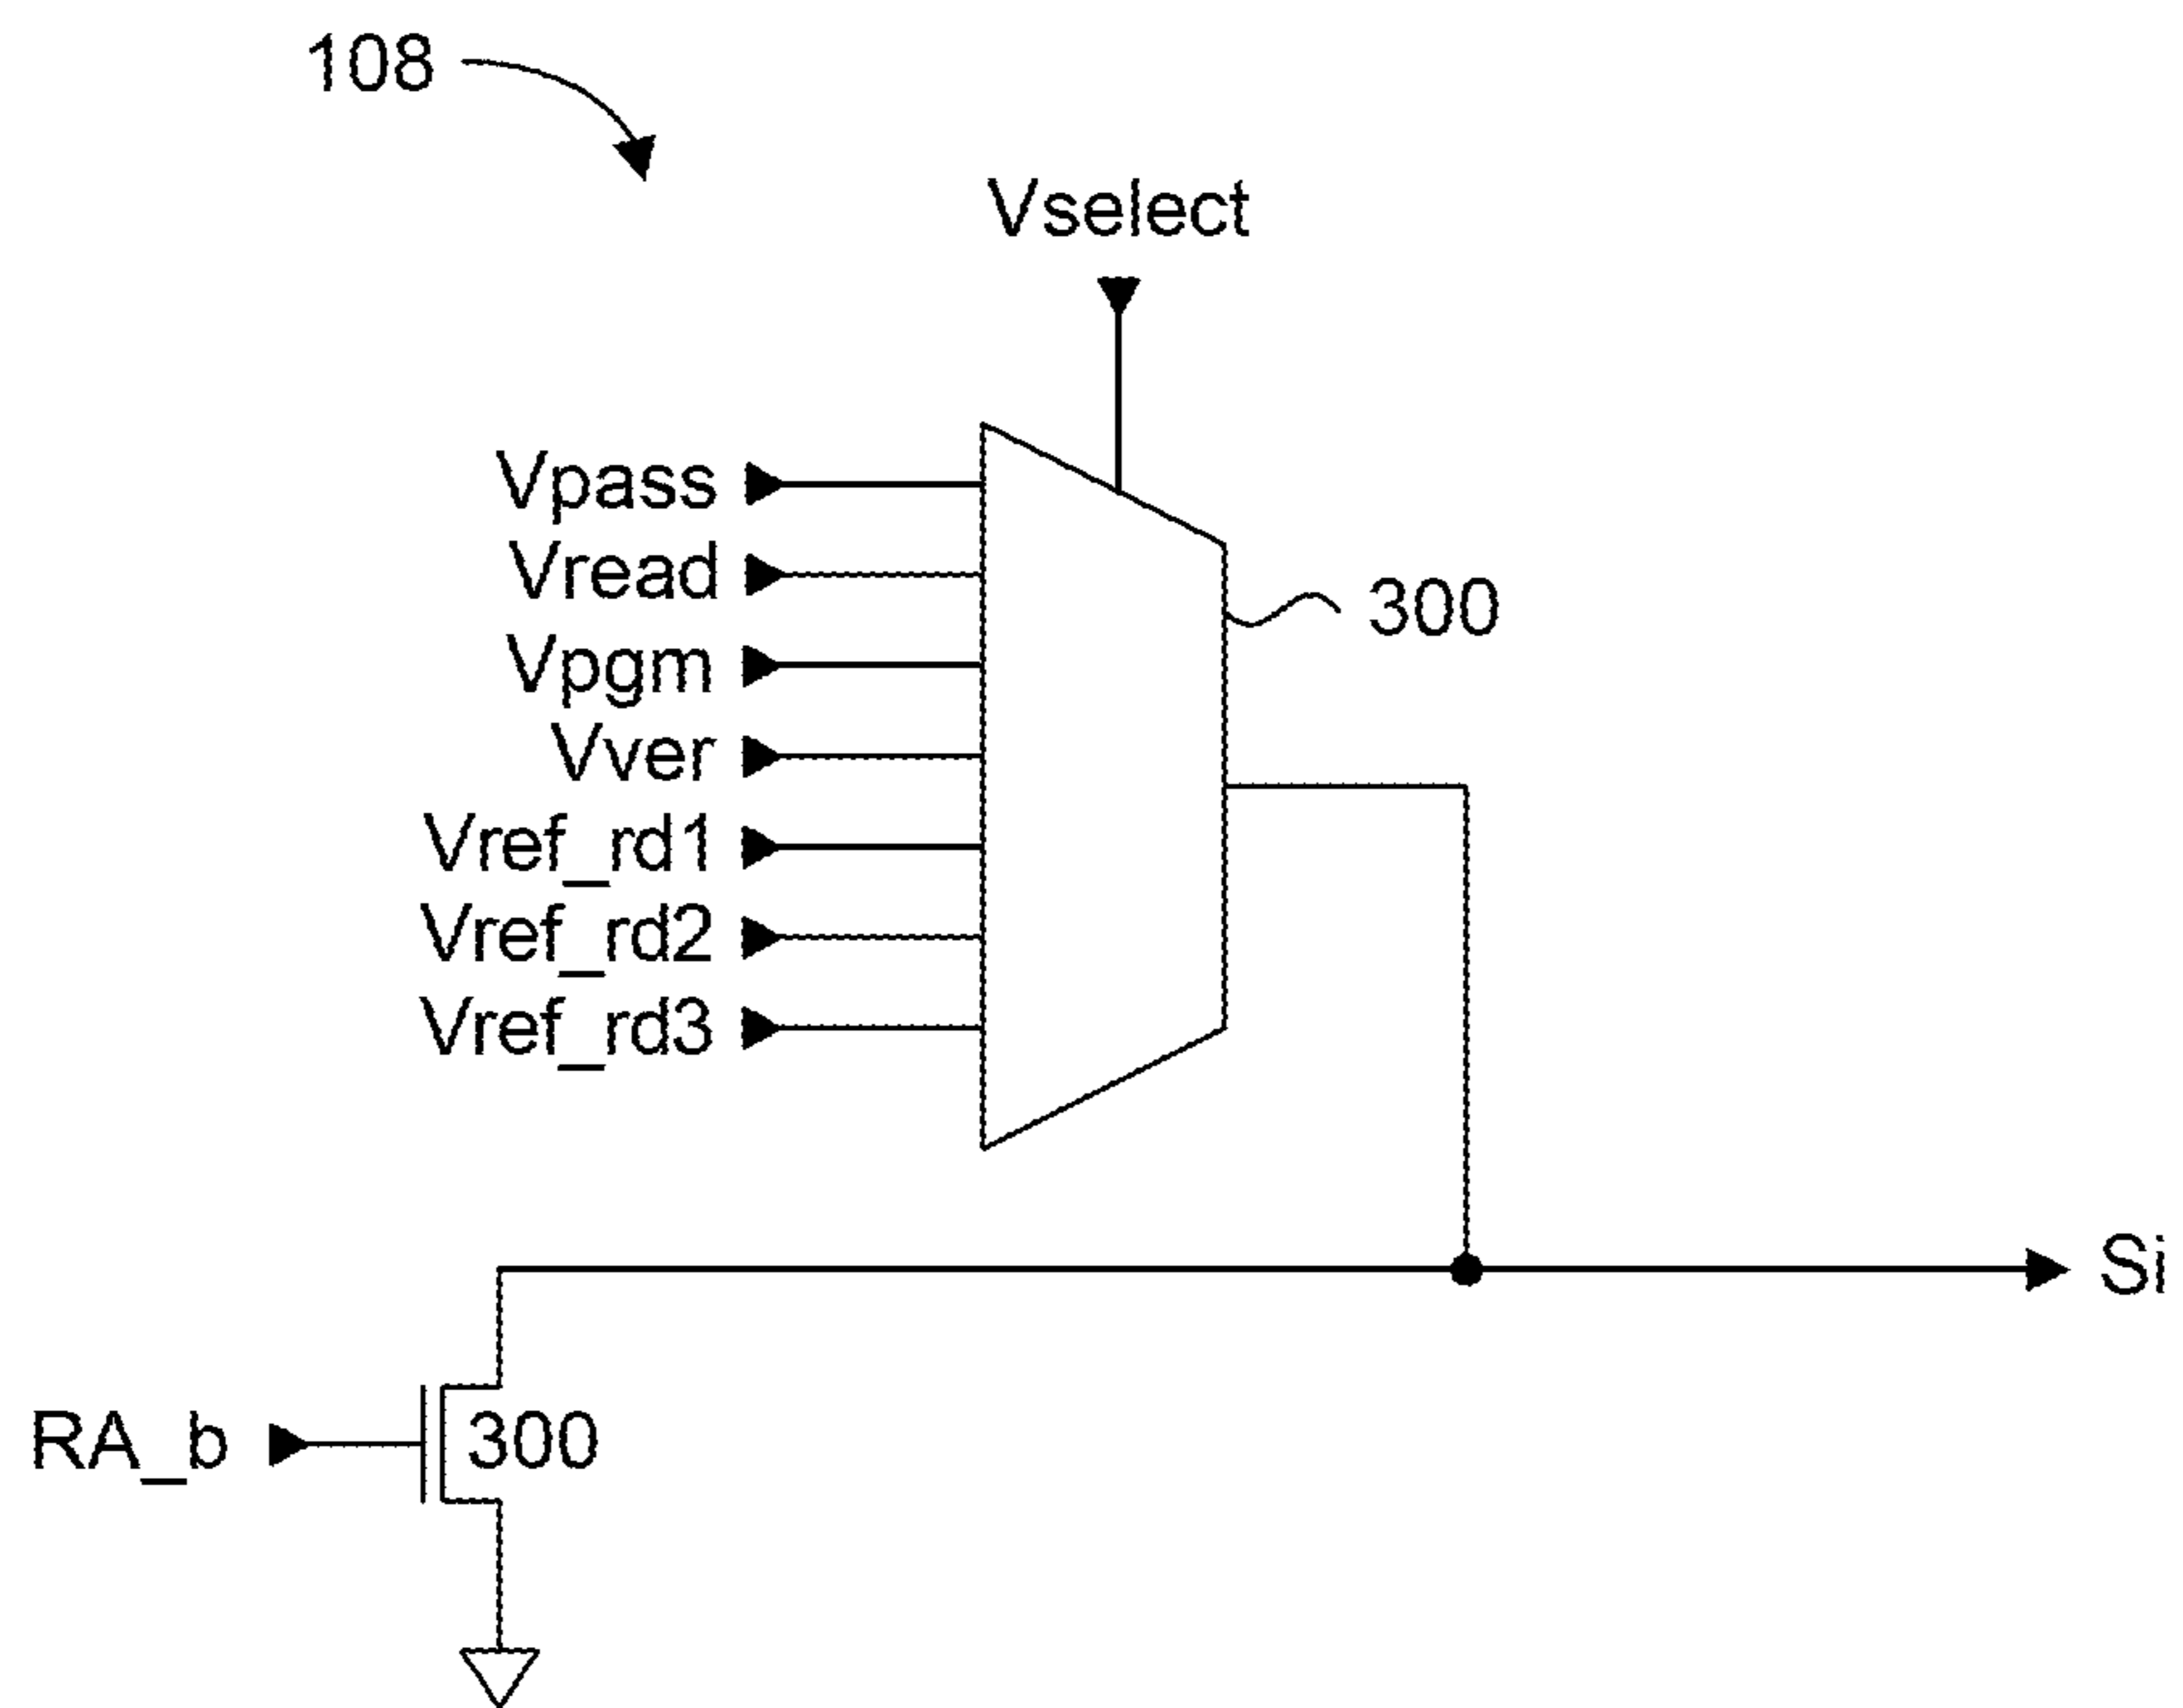 108
Vselect
Vpass
Vread
300
Vpgm
Vver
Vref_rd1
Vref_rd2
Vref_rd3
Si
RA_b
300